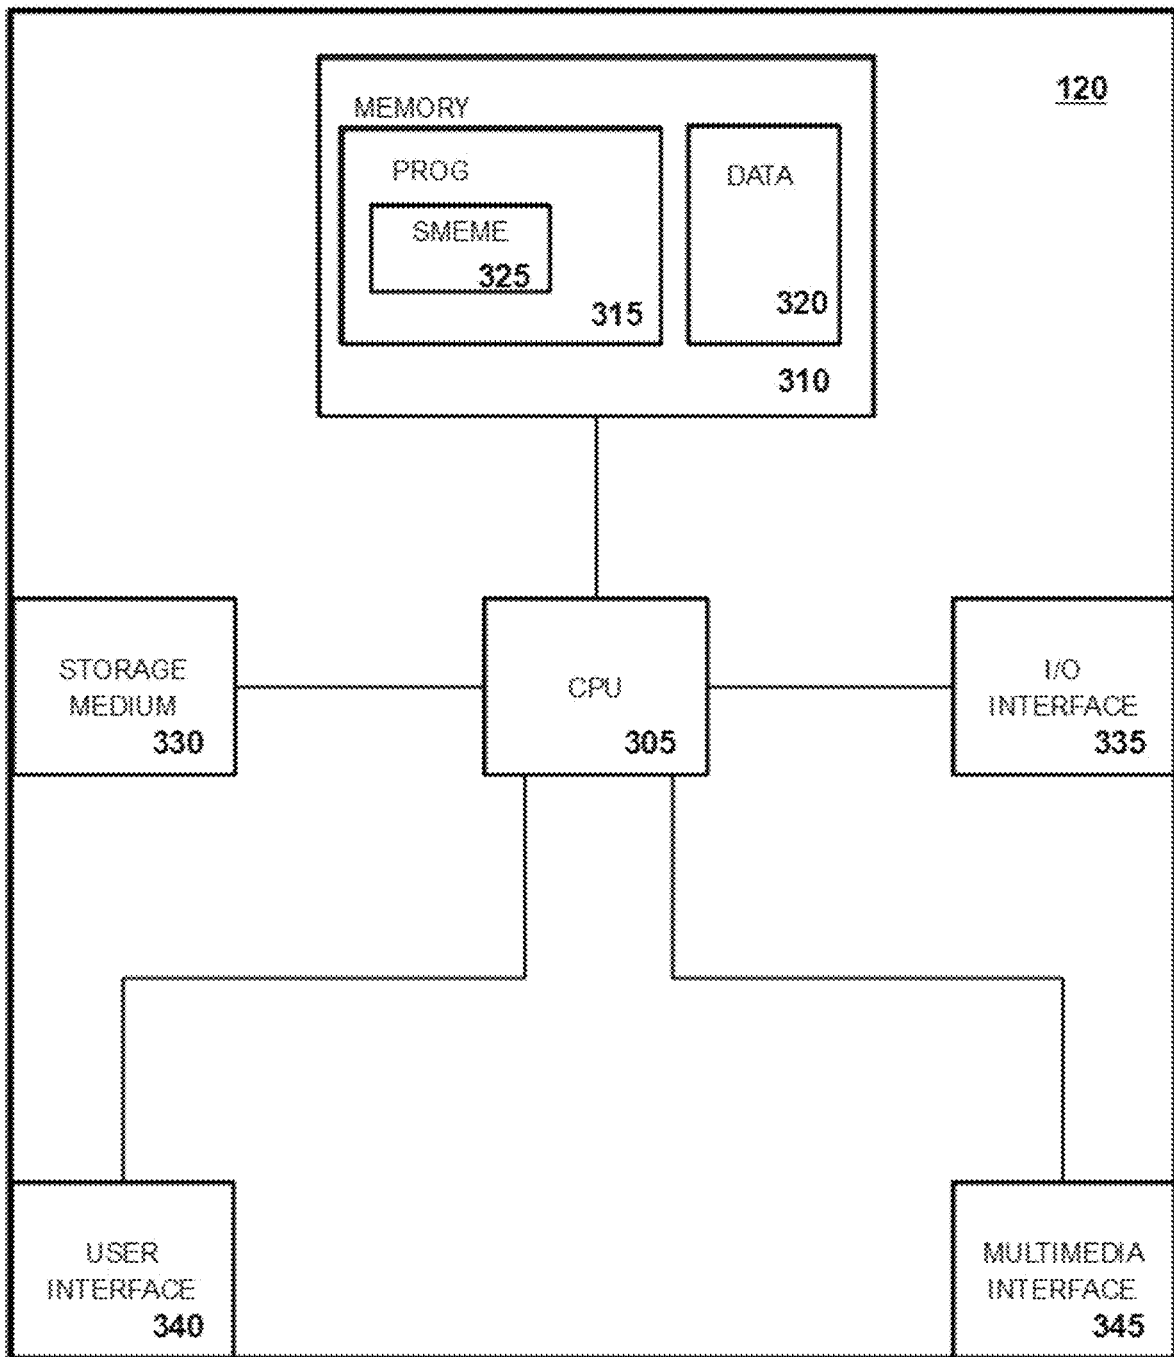 120
MEMORY
PROG
SMEME
325
315
DATA
320
310
STORAGE
MEDIUM
330
CPU
305
I/O
INTERFACE
335
USER
INTERFACE
340
MULTIMEDIA
INTERFACE
345